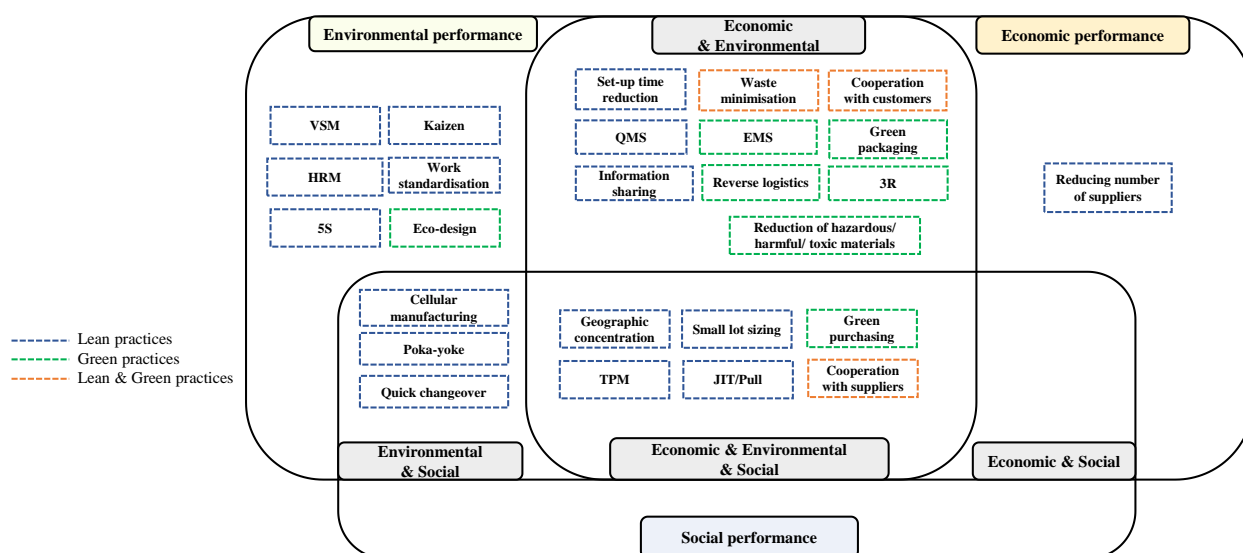 Environmental performance
Economic
& Environmental
Economic performance
Set-up time
reduction
Waste
minimisation
Cooperation
with customers
VSM
Kaizen
QMS
EMS
Green
packaging
HRM
Work
standardisation
Information
sharing
Reverse logistics
3R
Reducing number
of suppliers
5S
Eco-design
Reduction of hazardous/
harmful/ toxic materials
Cellular
manufacturing
Geographic
concentration
Small lot sizing
Green
purchasing
Poka-yoke
TPM
JIT/Pull
Cooperation
with suppliers
Quick changeover
Lean practices
Green practices
Lean & Green practices
Environmental
& Social
Economic & Environmental
& Social
Economic & Social
Social performance